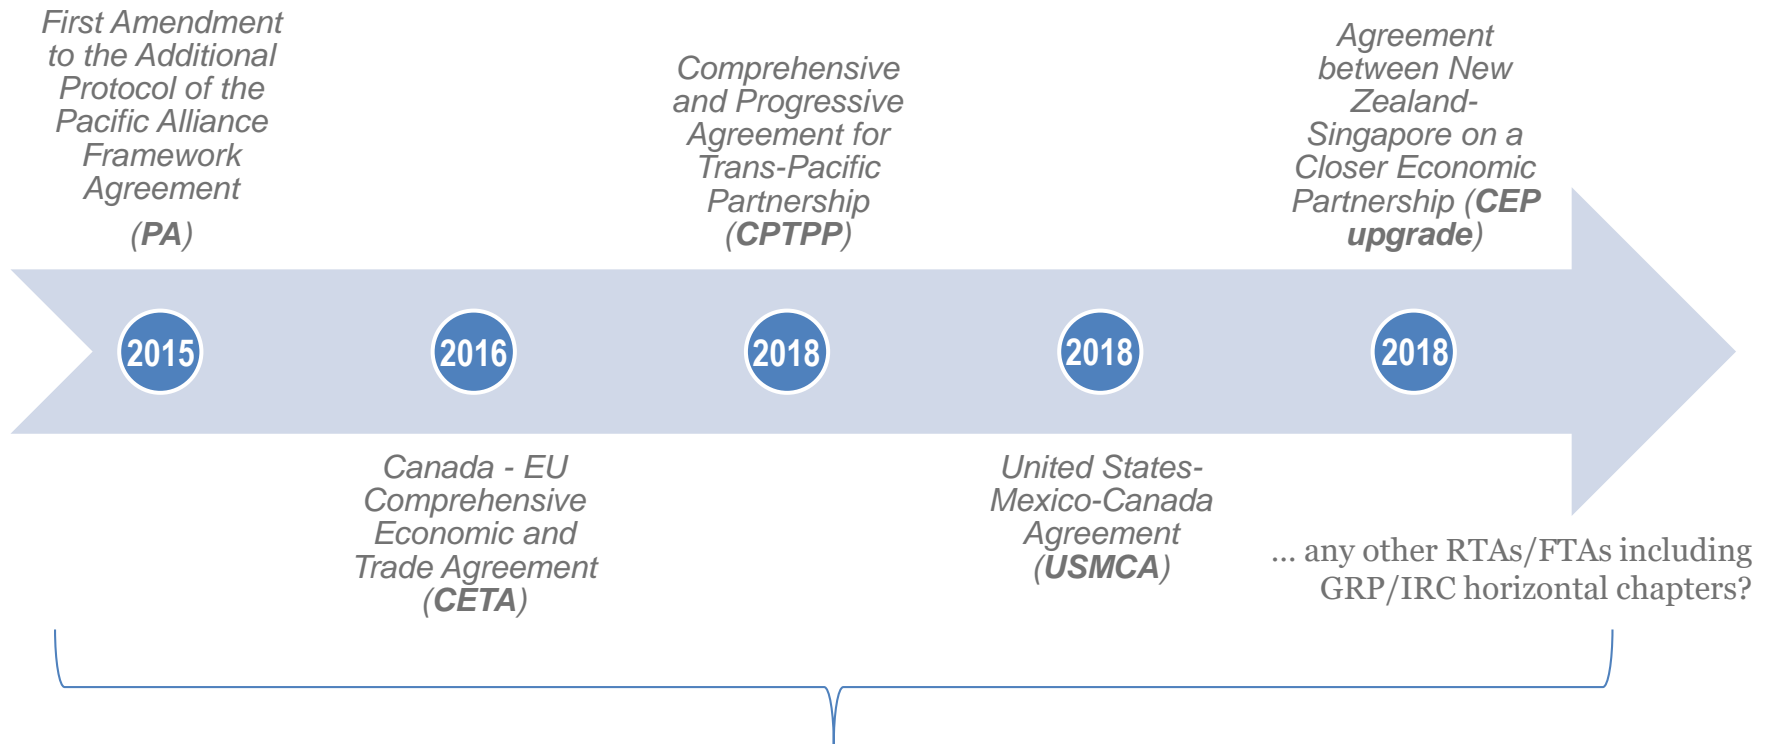 First Amendment
to the Additional
Protocol of the
Pacific Alliance
Framework
Agreement
(PA)
Comprehensive
and Progressive
Agreement for
Trans-Pacific
Partnership
(CPTPP)
Agreement
between New
Zealand-
Singapore on a
Closer Economic
Partnership (CEP
upgrade)
2015
2016
2018
2018
2018
Canada - EU
Comprehensive
Economic and
Trade Agreement
(CETA)
United States-
Mexico-Canada
Agreement
(USMCA)
... any other RTAs/FTAs including
GRP/IRC horizontal chapters?